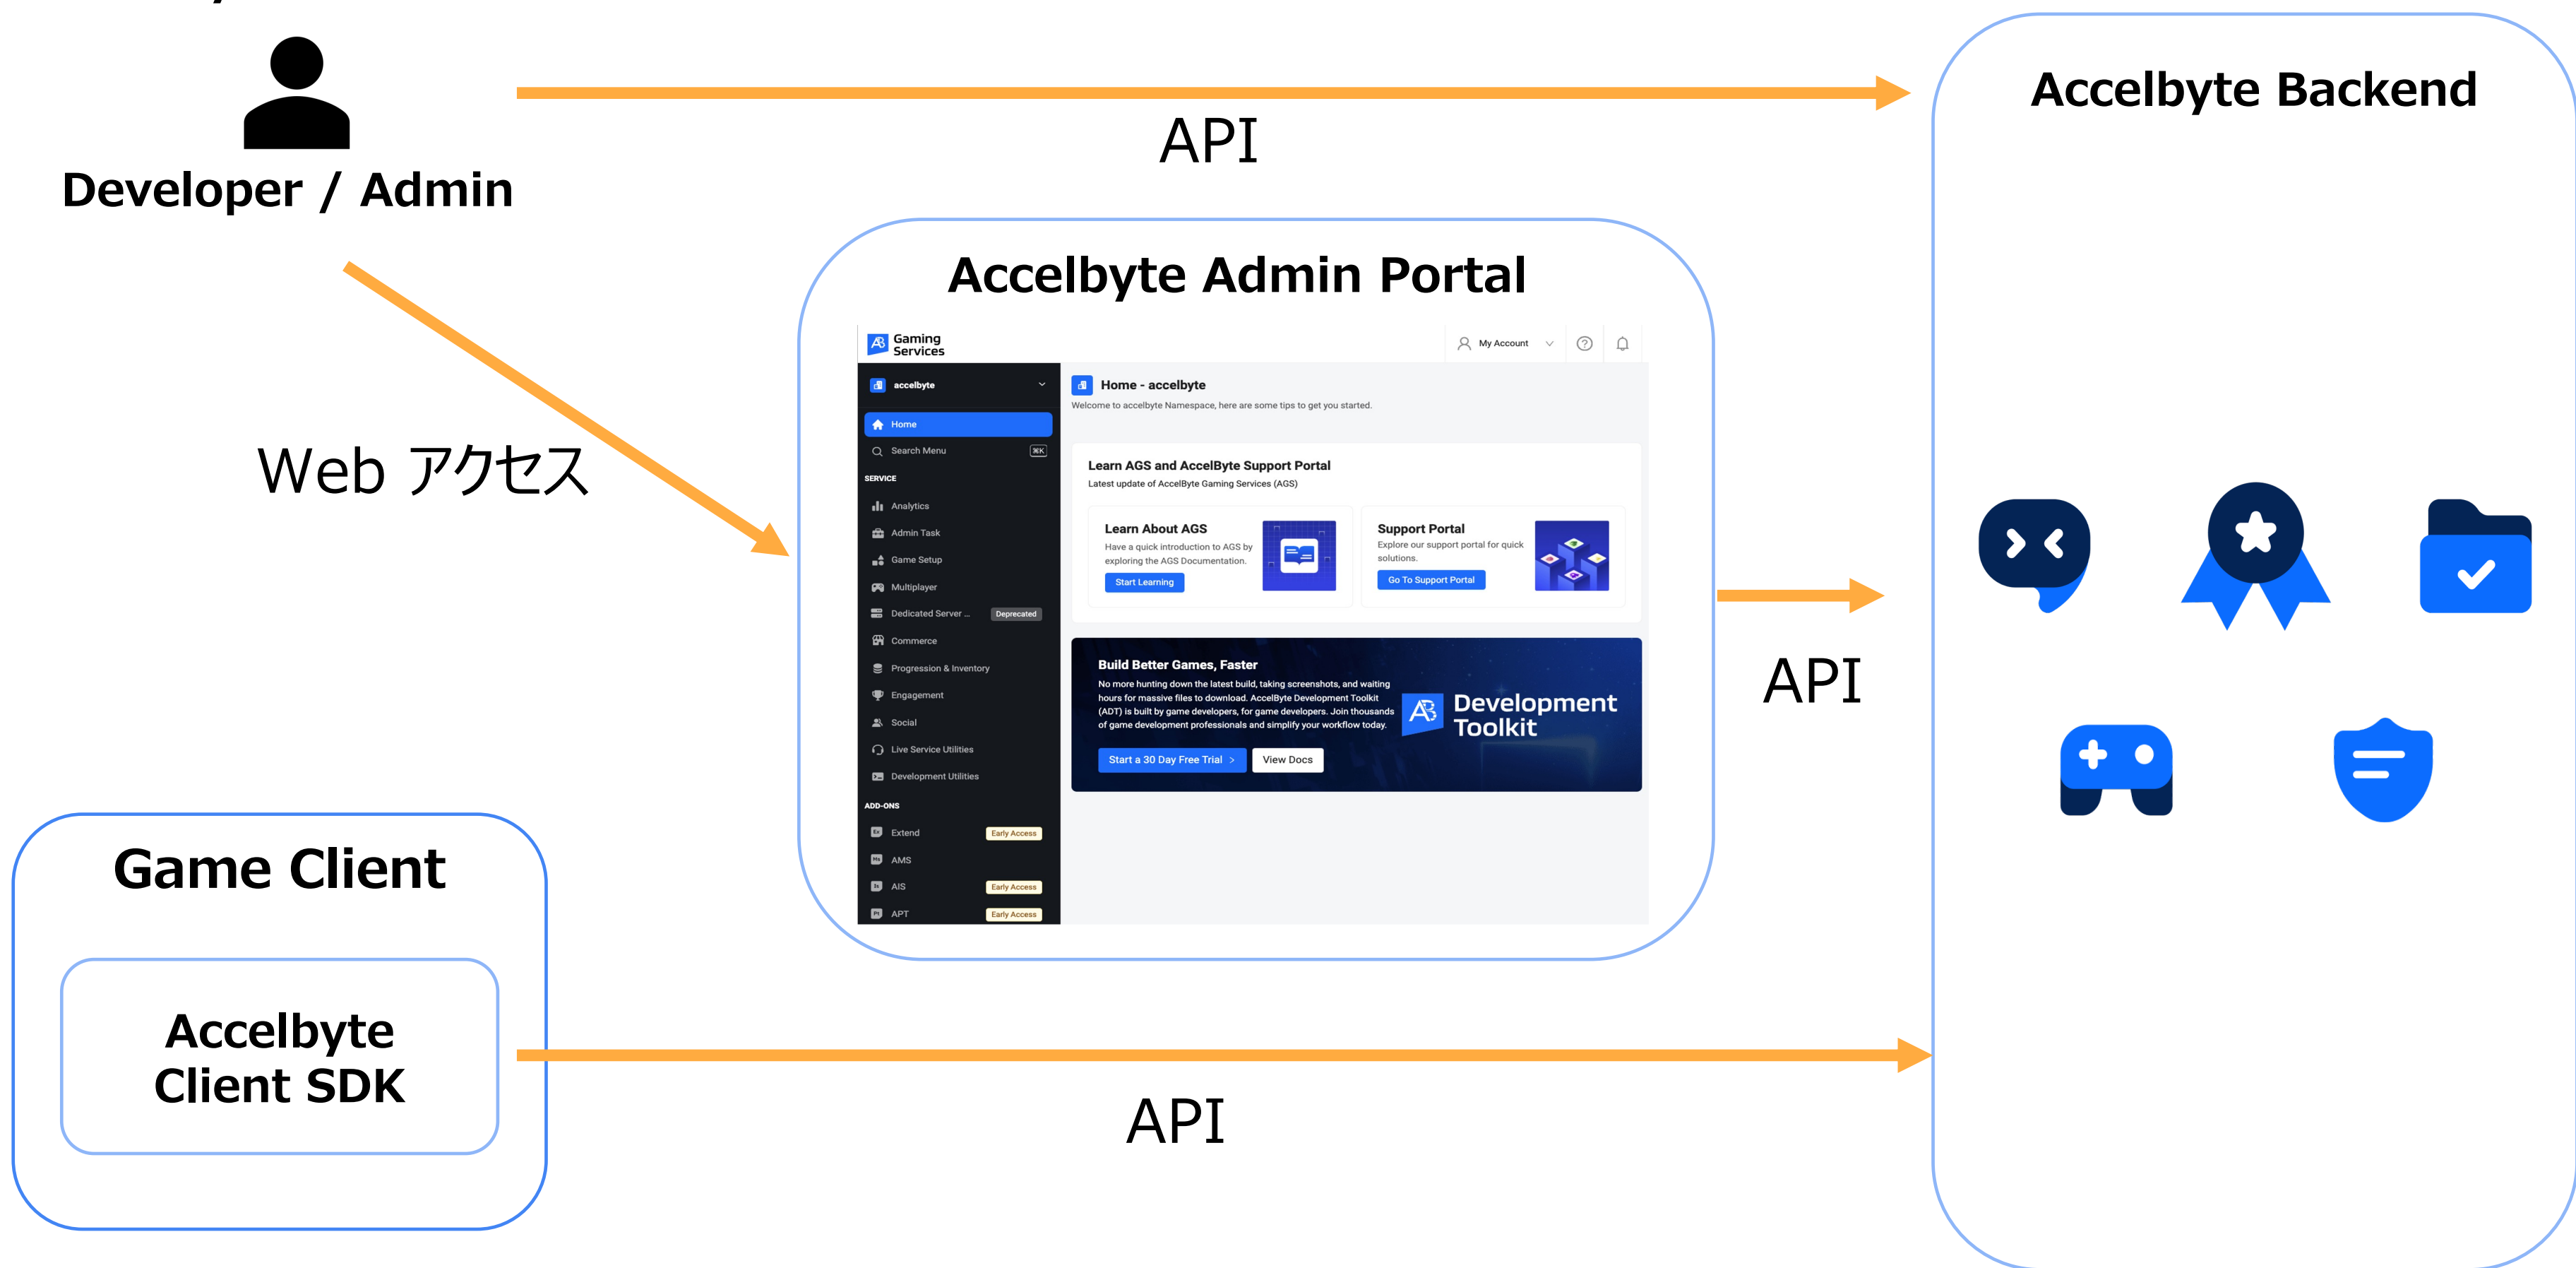 Accelbyte Backend
API
Developer / Admin
Accelbyte Admin Portal
Gaming
Services
My Account
accelbyte
Home - accelbyte
Welcome to accelbyte Namespace, here are some tips to get you started.
Home
Search Menu
⌘K
SERVICE
Analytics
Admin Task
Game Setup
Multiplayer
Dedicated Server ...
Deprecated
Commerce
Progression & Inventory
Engagement
Social
Live Service Utilities
Development Utilities
ADD-ONS
Ex
Extend
Early Access
Ms
AMS
Is
AIS
Early Access
Pt
APT
Early Access
Learn AGS and AccelByte Support Portal
Latest update of AccelByte Gaming Services (AGS)
Learn About AGS
Have a quick introduction to AGS by
exploring the AGS Documentation.
Start Learning
Support Portal
Explore our support portal for quick
solutions.
Go To Support Portal
Build Better Games, Faster
No more hunting down the latest build, taking screenshots, and waiting
hours for massive files to download. AccelByte Development Toolkit
(ADT) is built by game developers, for game developers. Join thousands
of game development professionals and simplify your workflow today.
Start a 30 Day Free Trial >
View Docs
Development
Toolkit
Web アクセス
API
Game Client
Accelbyte
Client SDK
API